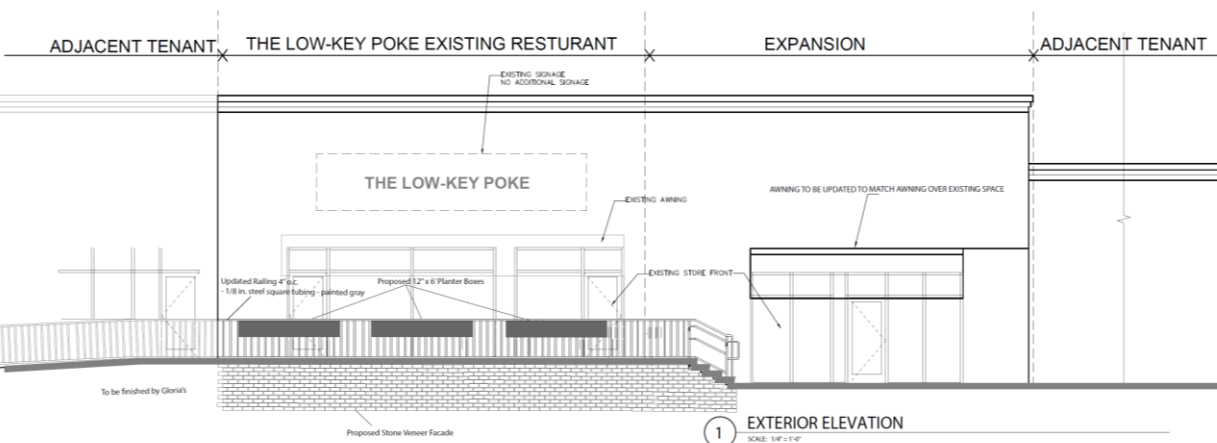 ADJACENT TENANT
THE LOW-KEY POKE EXISTING RESTURANT
EXPANSION
ADJACENT TENANT
EXISTING SIGNAGE
NO ADDITIONAL SIGNAGE
THE LOW-KEY POKE
AWNING TO BE UPDATED TO MATCH AWNING OVER EXISTING SPACE
EXISTING AWNING
EXISTING STORE FRONT
Updated Railing 4" o.c.
- 1/8 in. steel square tubing - painted gray
Proposed 12" x 6' Planter Boxes
To be finished by Gloria's
Proposed Stone Veneer Facade
1
EXTERIOR ELEVATION
SCALE: 1/4" = 1'-0"